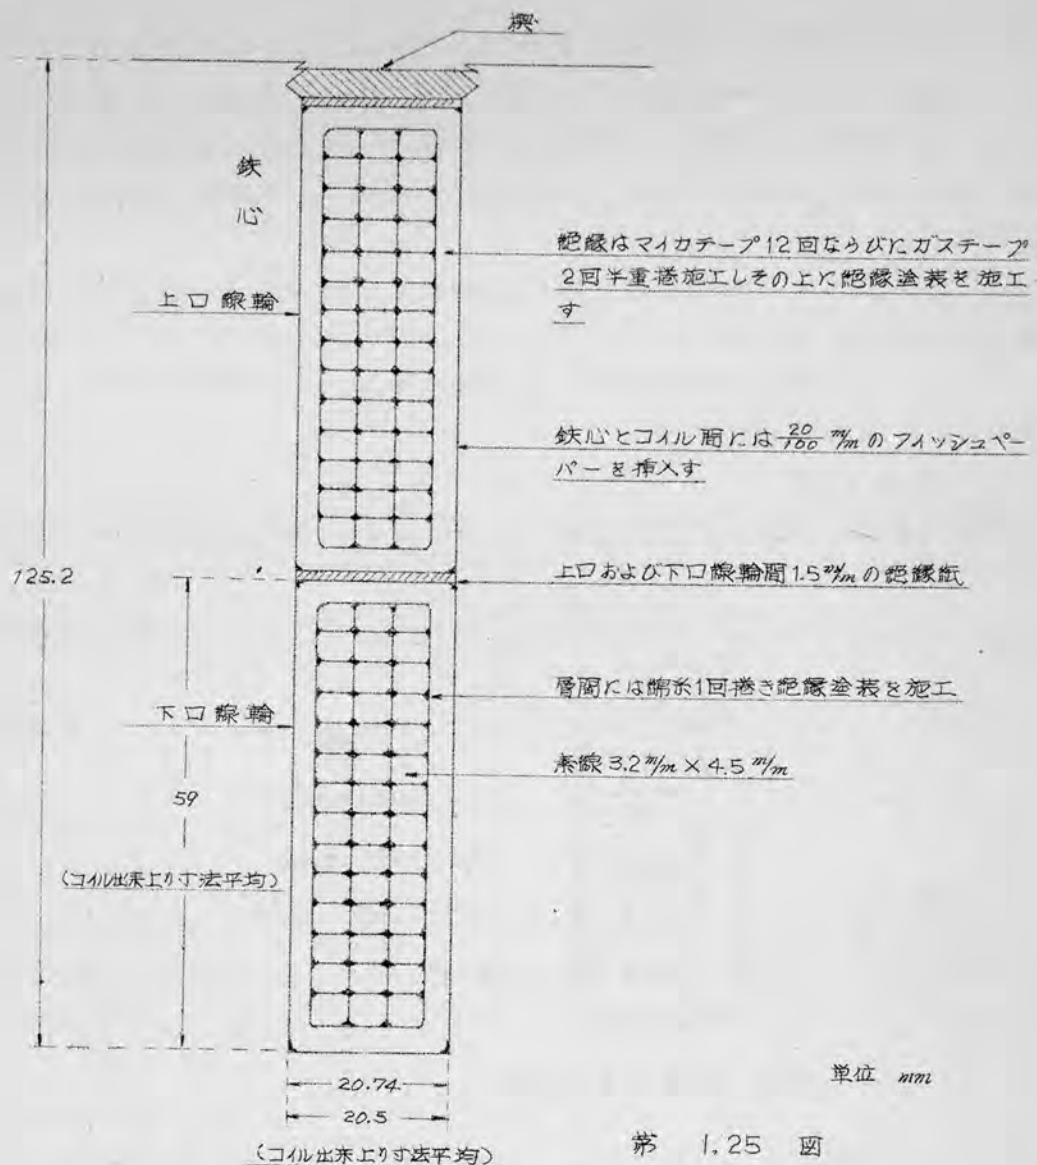 楔
鉄
心
絶縁はマイカテープ12回ならびにガステープ
2回半重捲施工しその上に絶縁塗装を施工
す
上口線輪
鉄心とコイル間には20/100 m/mのフィッシュペー
パーを挿入す
125.2
上口および下口線輪間1.5m/mの絶縁紙
層間には綿糸1回捲き絶縁塗装を施工
下口線輪
素線3.2m/m×4.5m/m
59
(コイル出来上り寸法平均)
単位 mm
20.74
20.5
(コイル出来上り寸法平均)
第 1.25 図